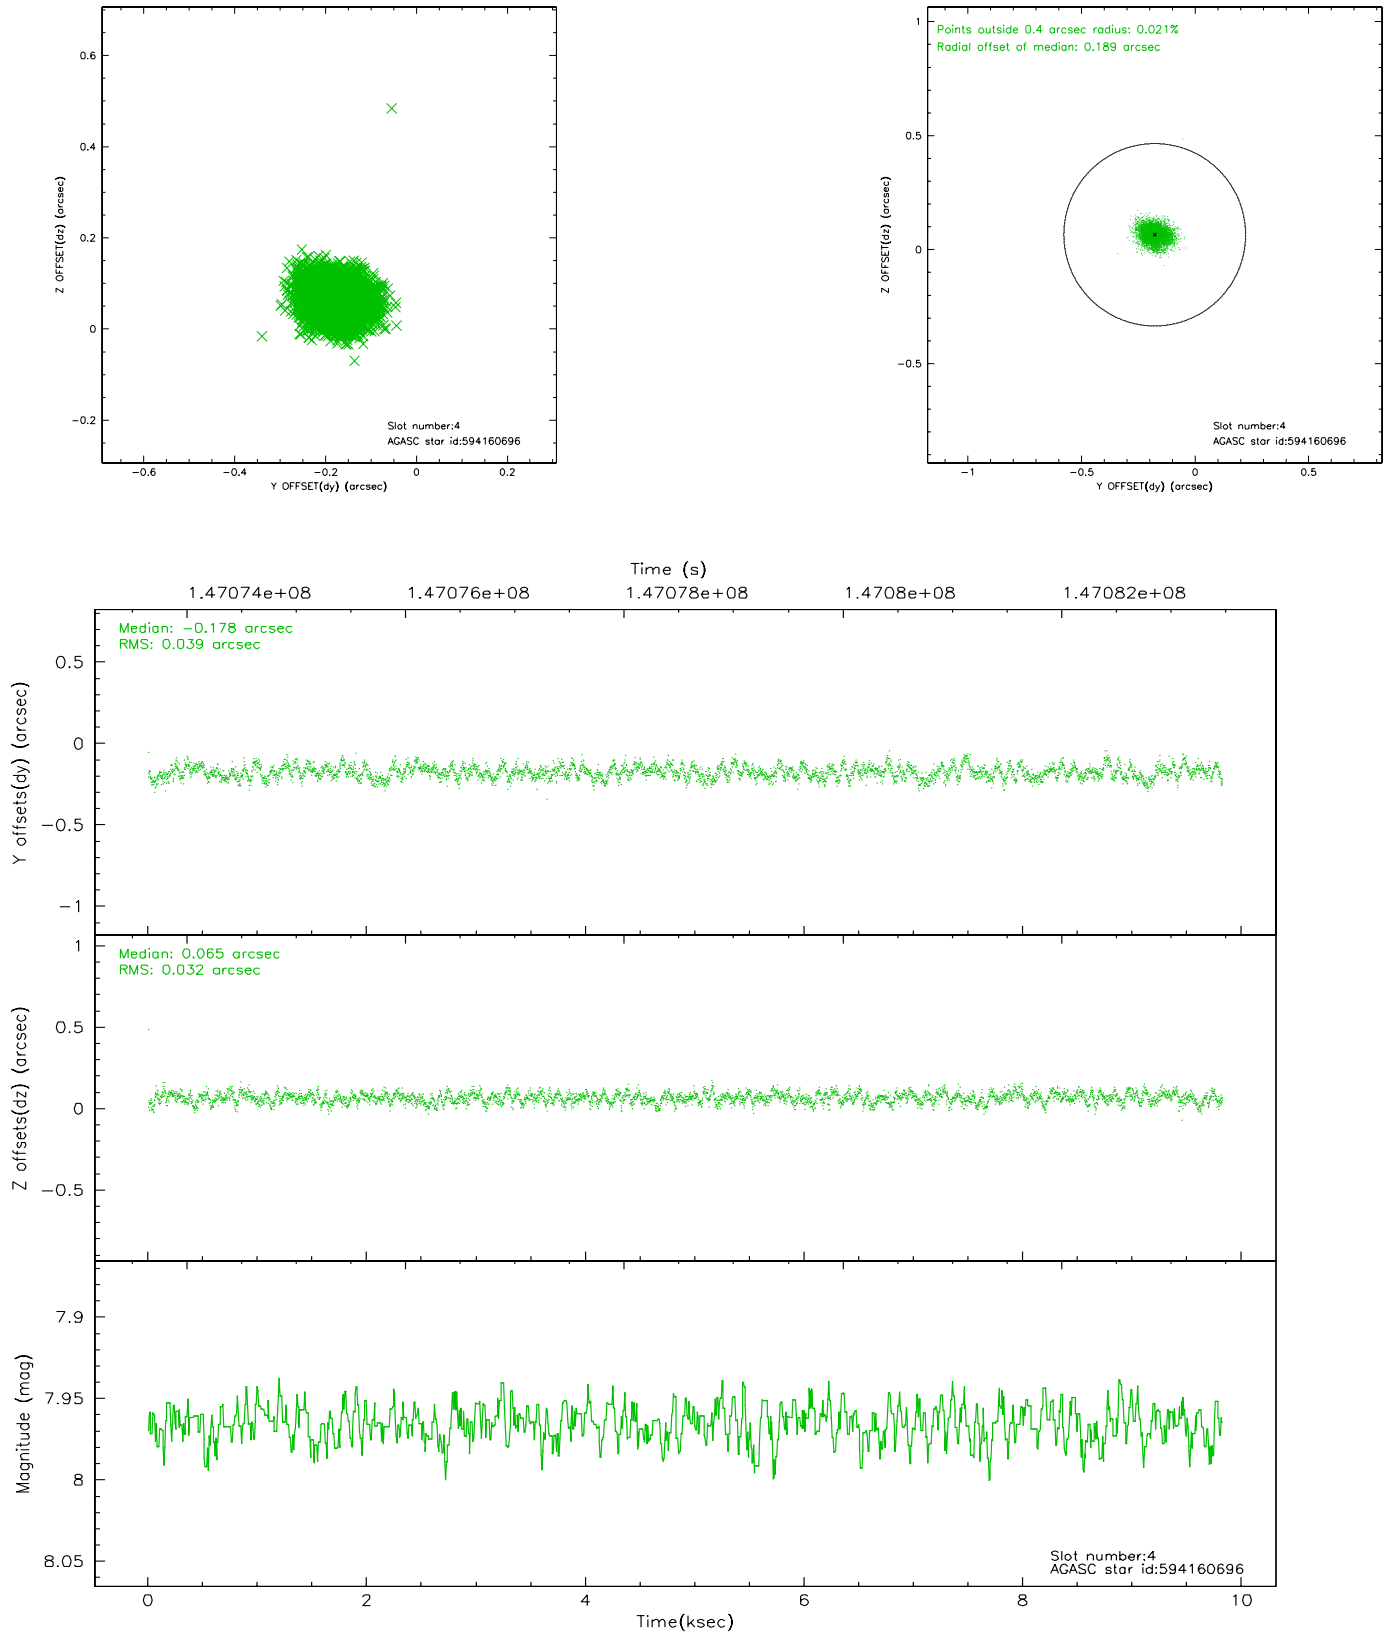 0.6
0.4
0.2
0
−0.2
Z OFFSET(dz) (arcsec)
Slot number:4
AGASC star id:594160696
−0.6 −0.4 −0.2 0 0.2
Y OFFSET(dy) (arcsec)
Points outside 0.4 arcsec radius: 0.021%
Radial offset of median: 0.189 arcsec
1
0.5
0
−0.5
Z OFFSET(dz) (arcsec)
Slot number:4
AGASC star id:594160696
−1 −0.5 0 0.5
Y OFFSET(dy) (arcsec)
Time (s)
1.47074e+08 1.47076e+08 1.47078e+08 1.4708e+08 1.47082e+08
Median: −0.178 arcsec
RMS: 0.039 arcsec
0.5
0
−0.5
−1
Y offsets(dy) (arcsec)
Median: 0.065 arcsec
RMS: 0.032 arcsec
1
0.5
0
−0.5
Z offsets(dz) (arcsec)
7.9
7.95
8
8.05
Magnitude (mag)
Slot number:4
AGASC star id:594160696
0 2 4 6 8 10
Time(ksec)